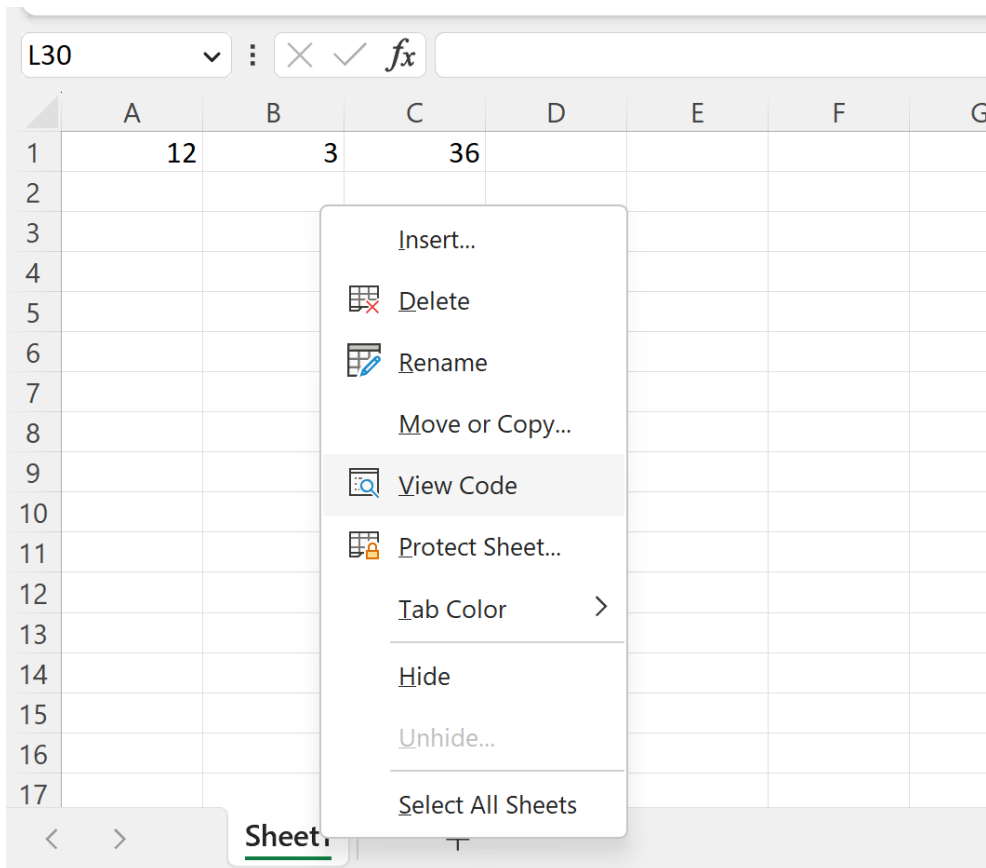 L30 fx
A B C D E F G
1 12 3 36
2
3
4
5
6
7
8
9
10
11
12
13
14
15
16
17
Insert...
Delete
Rename
Move or Copy...
View Code
Protect Sheet...
Tab Color
Hide
Unhide...
Select All Sheets
Sheet1